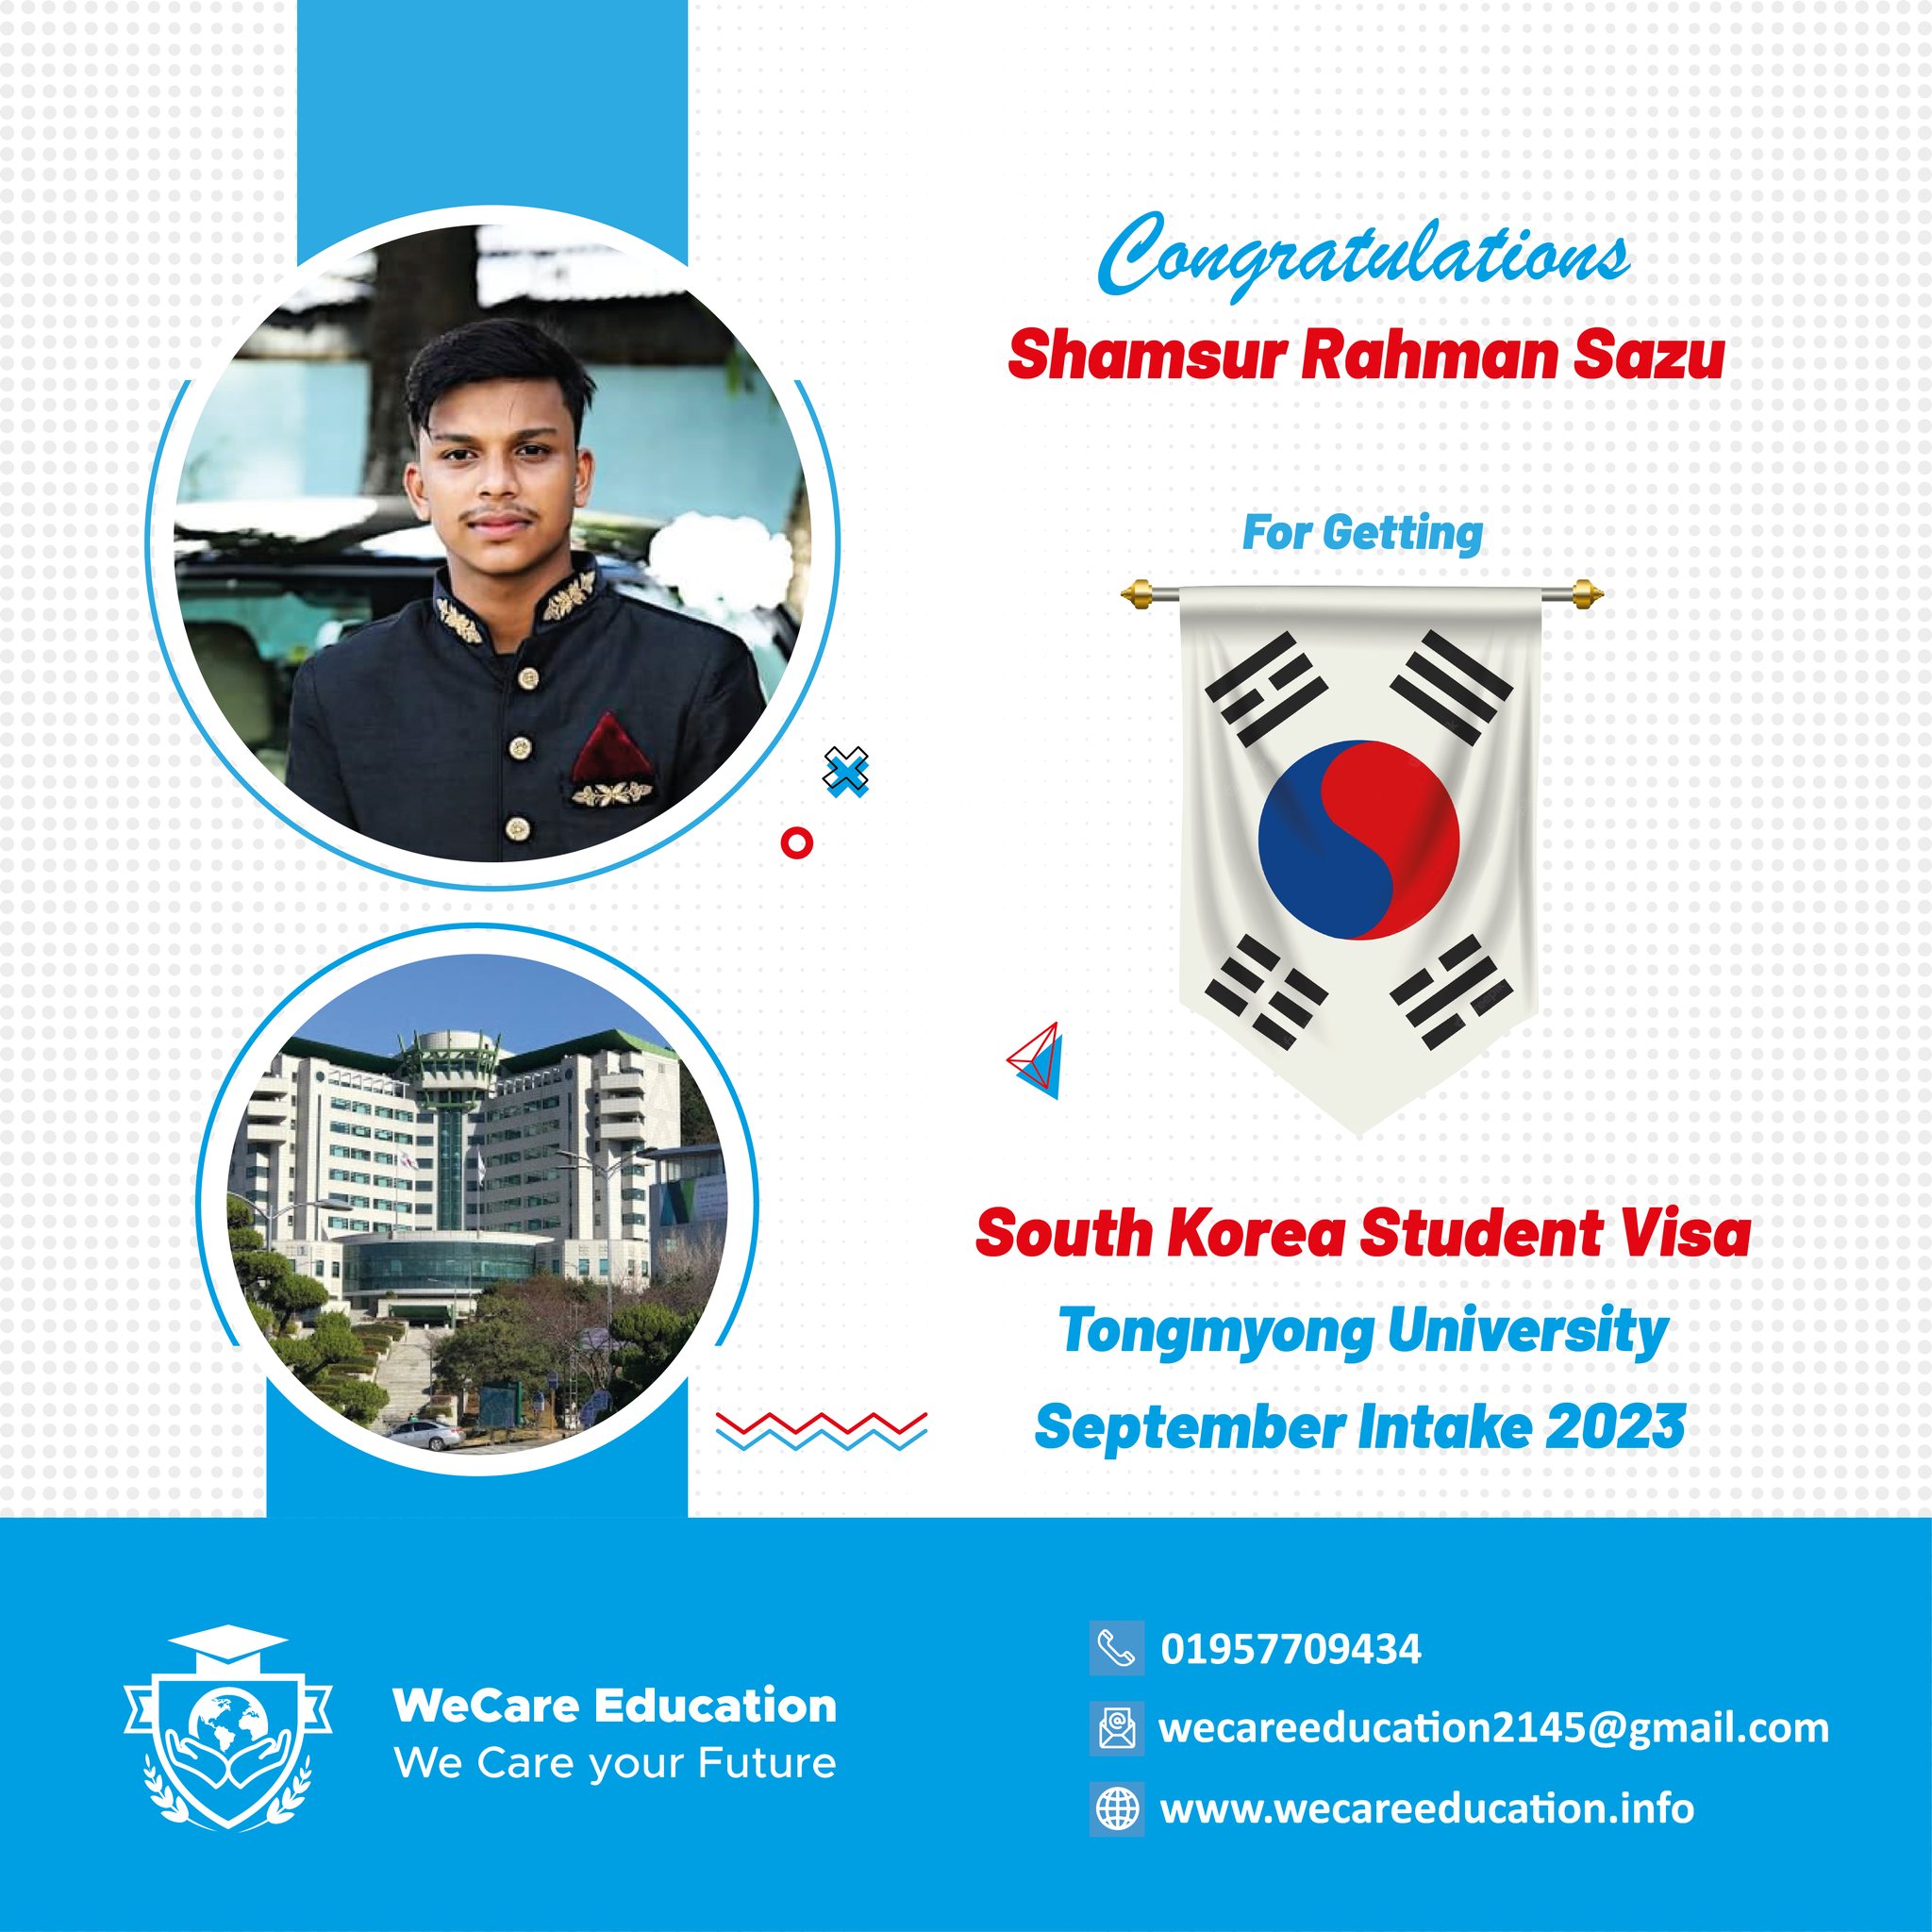 Congratulations
Shamsur Rahman Sazu
For Getting
South Korea Student Visa
Tongmyong University
September Intake 2023
WeCare Education
We Care your Future
01957709434
wecareeducation2145@gmail.com
www.wecareeducation.info